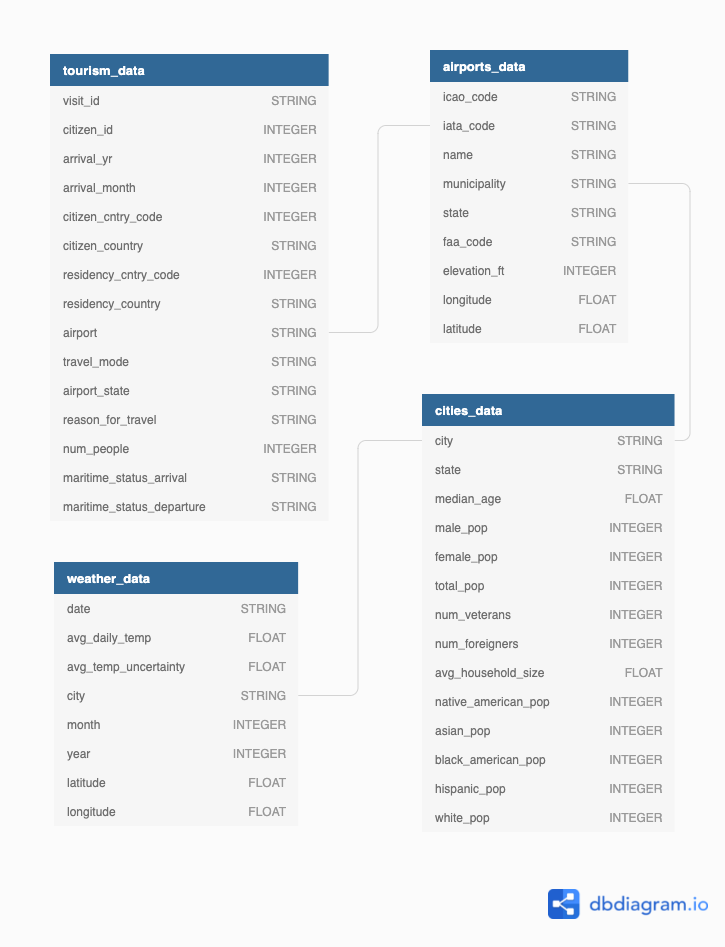 tourism_data
visit_id STRING
citizen_id INTEGER
arrival_yr INTEGER
arrival_month INTEGER
citizen_cntry_code INTEGER
citizen_country STRING
residency_cntry_code INTEGER
residency_country STRING
airport STRING
travel_mode STRING
airport_state STRING
reason_for_travel STRING
num_people INTEGER
maritime_status_arrival STRING
maritime_status_departure STRING
airports_data
icao_code STRING
iata_code STRING
name STRING
municipality STRING
state STRING
faa_code STRING
elevation_ft INTEGER
longitude FLOAT
latitude FLOAT
cities_data
city STRING
state STRING
median_age FLOAT
male_pop INTEGER
female_pop INTEGER
total_pop INTEGER
num_veterans INTEGER
num_foreigners INTEGER
avg_household_size FLOAT
native_american_pop INTEGER
asian_pop INTEGER
black_american_pop INTEGER
hispanic_pop INTEGER
white_pop INTEGER
weather_data
date STRING
avg_daily_temp FLOAT
avg_temp_uncertainty FLOAT
city STRING
month INTEGER
year INTEGER
latitude FLOAT
longitude FLOAT
dbdiagram.io